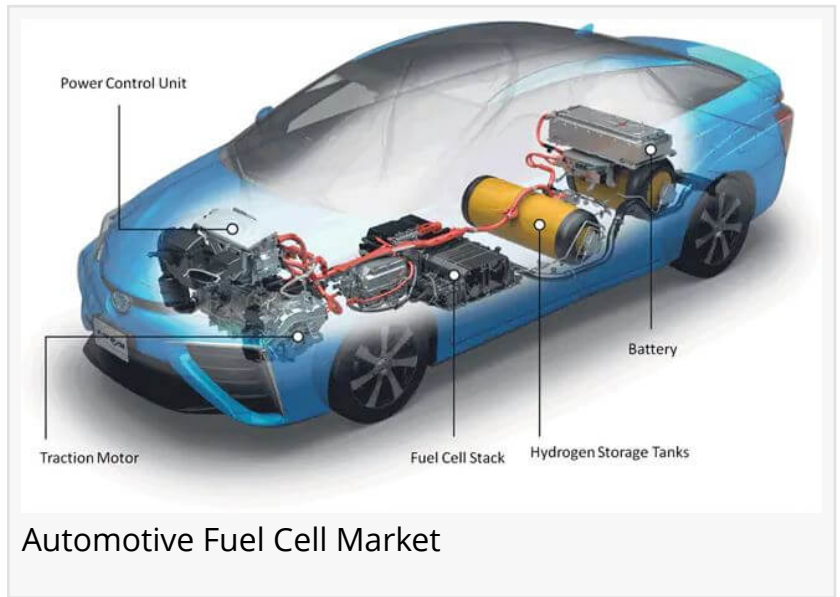 Power Control Unit
Battery
Traction Motor
Fuel Cell Stack
Hydrogen Storage Tanks
Automotive Fuel Cell Market